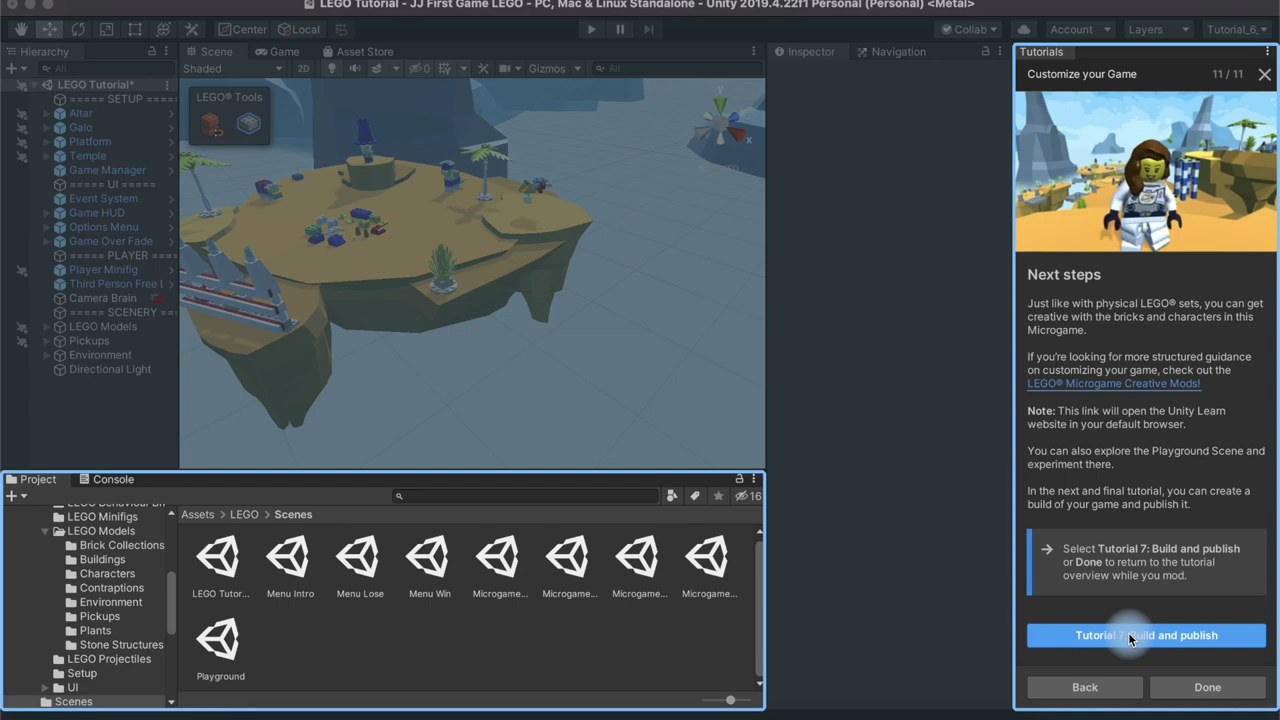 LEGO Tutorial - JJ First Game LEGO - PC, Mac & Linux Standalone - Unity 2019.4.22f1 Personal (Personal) <Metal>
Center Local Collab Account Layers Tutorial_6_
Hierarchy Scene Game Asset Store Inspector Navigation Tutorials
All Shaded 2D 0 Gizmos All
Customize your Game 11 / 11
LEGO Tutorial*
===== SETUP ====
Altar
Galo
Platform
Temple
Game Manager
===== UI =====
Event System
Game HUD
Options Menu
Game Over Fade
===== PLAYER ====
Player Minifig
Third Person Free
Camera Brain
===== SCENERY ===
LEGO Models
Pickups
Environment
Directional Light
LEGO® Tools
y
x
Next steps
Just like with physical LEGO® sets, you can get
creative with the bricks and characters in this
Microgame.
If you're looking for more structured guidance
on customizing your game, check out the
LEGO® Microgame Creative Mods!
Note: This link will open the Unity Learn
website in your default browser.
You can also explore the Playground Scene and
experiment there.
In the next and final tutorial, you can create a
build of your game and publish it.
Select Tutorial 7: Build and publish
or Done to return to the tutorial
overview while you mod.
Tutorial 7: Build and publish
Back Done
Project Console
16
LEGO Minifigs
LEGO Models
Brick Collections
Buildings
Characters
Contraptions
Environment
Pickups
Plants
Stone Structures
LEGO Projectiles
Setup
UI
Scenes
Assets > LEGO > Scenes
LEGO Tutor... Menu Intro Menu Lose Menu Win Microgame... Microgame... Microgame... Microgame...
Playground